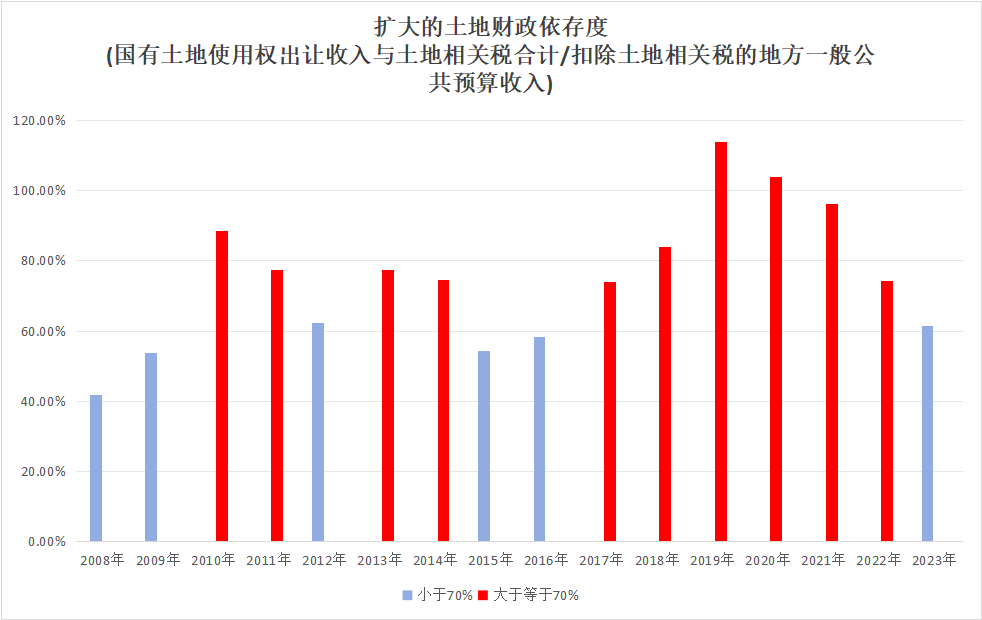 扩大的土地财政依存度
(国有土地使用权出让收入与土地相关税合计/扣除土地相关税的地方一般公
共预算收入)
120.00%
100.00%
80.00%
60.00%
40.00%
20.00%
0.00%
2008年 2009年 2010年 2011年 2012年 2013年 2014年 2015年 2016年 2017年 2018年 2019年 2020年 2021年 2022年 2023年
小于70% 大于等于70%